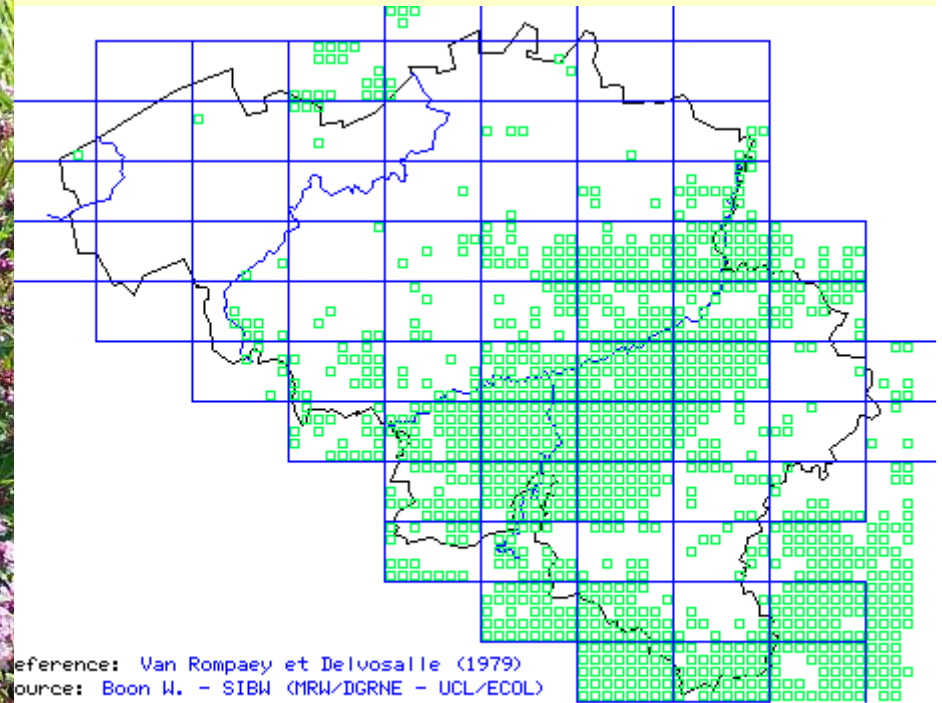 eference: Van Rompaey et Delvosalle (1979)
ource: Boon W. - SIBW (MRW/DGRNE - UCL/ECOL)